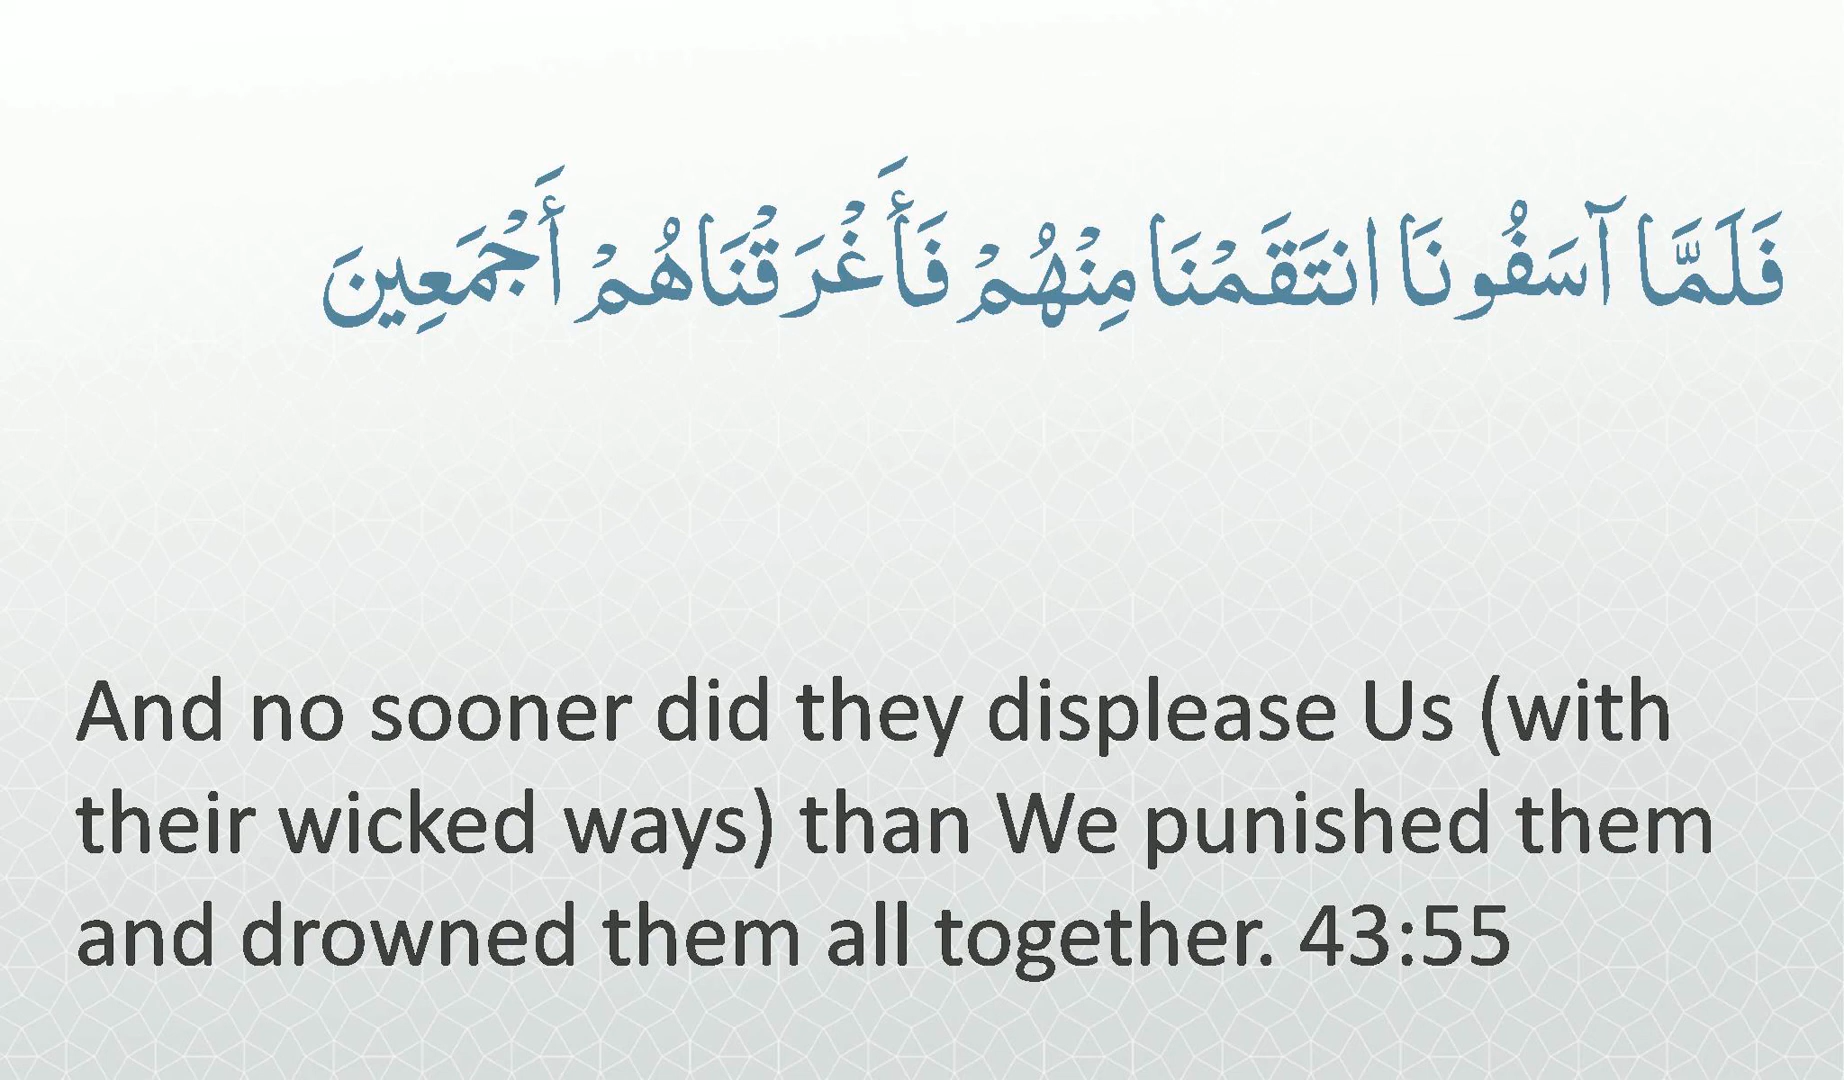 فَلَمَّا آسَفُونَا انتَقَمْنَا مِنْهُمْ فَأَغْرَقْنَاهُمْ أَجْمَعِينَ
And no sooner did they displease Us (with
their wicked ways) than We punished them
and drowned them all together. 43:55